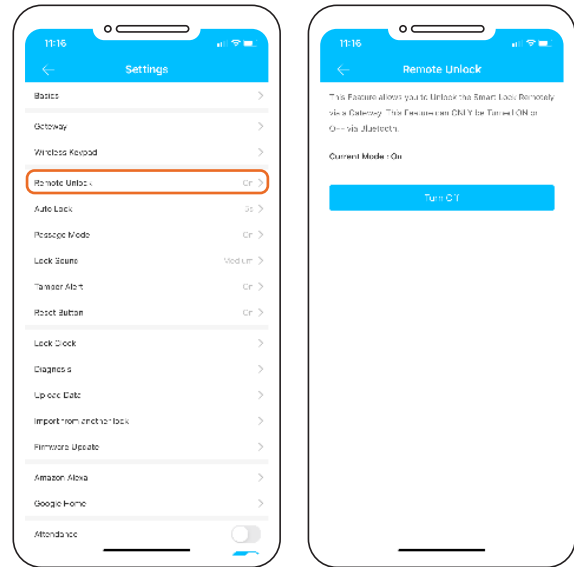 11:16
Settings
Basics
Gateway
Wireless Keypad
Remote Unlock On
Auto Lock 5s
Passage Mode On
Lock Sound Medium
Tamper Alert On
Reset Button On
Lock Clock
Diagnosis
Upload Data
Import from another lock
Firmware Update
Amazon Alexa
Google Home
Attendance
11:16
Remote Unlock
This Feature allows you to Unlock the Smart Lock Remotely
via a Gateway. This Feature can ONLY be Turned ON or
OFF via Bluetooth.
Current Mode : On
Turn Off